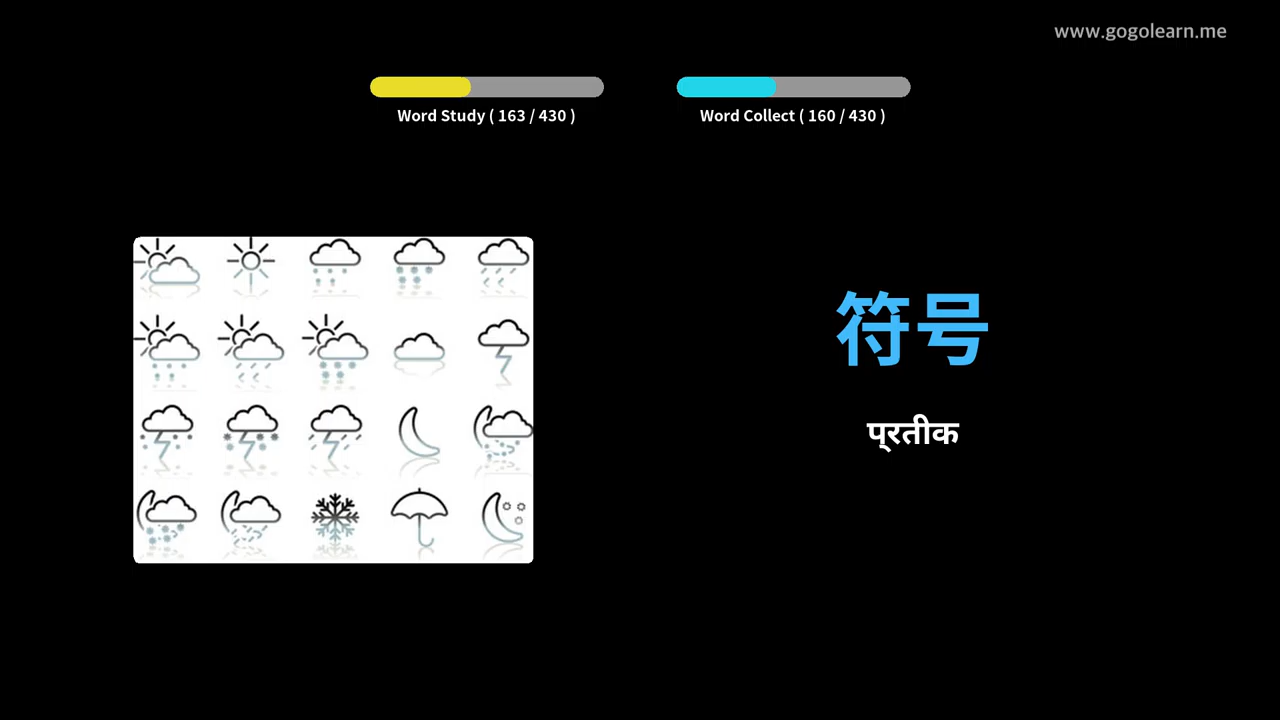 www.gogolearn.me
Word Study ( 163 / 430 )
Word Collect ( 160 / 430 )
符号
प्रतीक